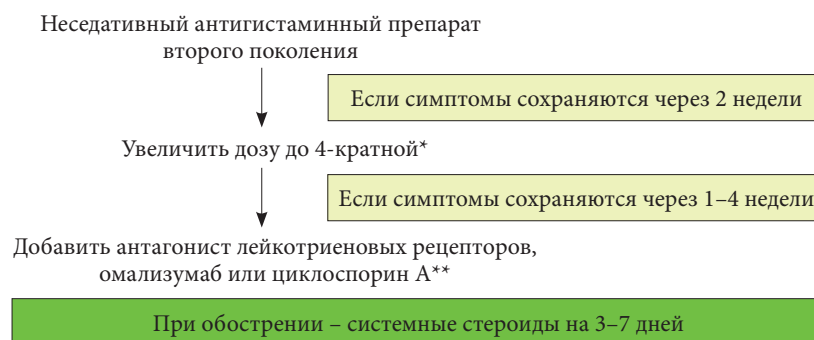 Неседативный антигистаминный препарат
второго поколения
Если симптомы сохраняются через 2 недели
Увеличить дозу до 4-кратной*
Если симптомы сохраняются через 1–4 недели
Добавить антагонист лейкотриеновых рецепторов,
омализумаб или циклоспорин А**
При обострении – системные стероиды на 3–7 дней